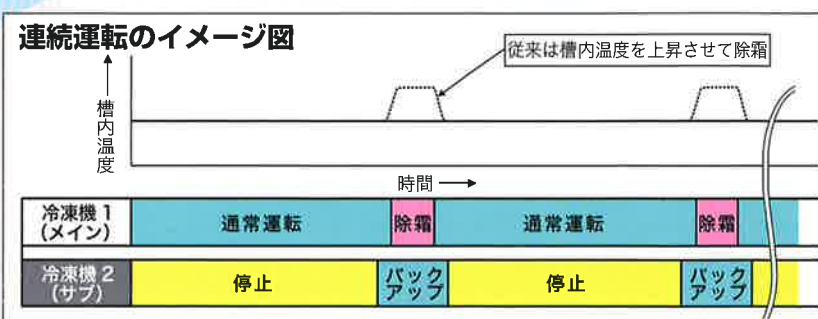 連続運転のイメージ図
従来は槽内温度を上昇させて除霜
槽内温度
時間
冷凍機1
(メイン)
通常運転
除霜
通常運転
除霜
冷凍機2
(サブ)
停止
バック
アップ
停止
バック
アップ